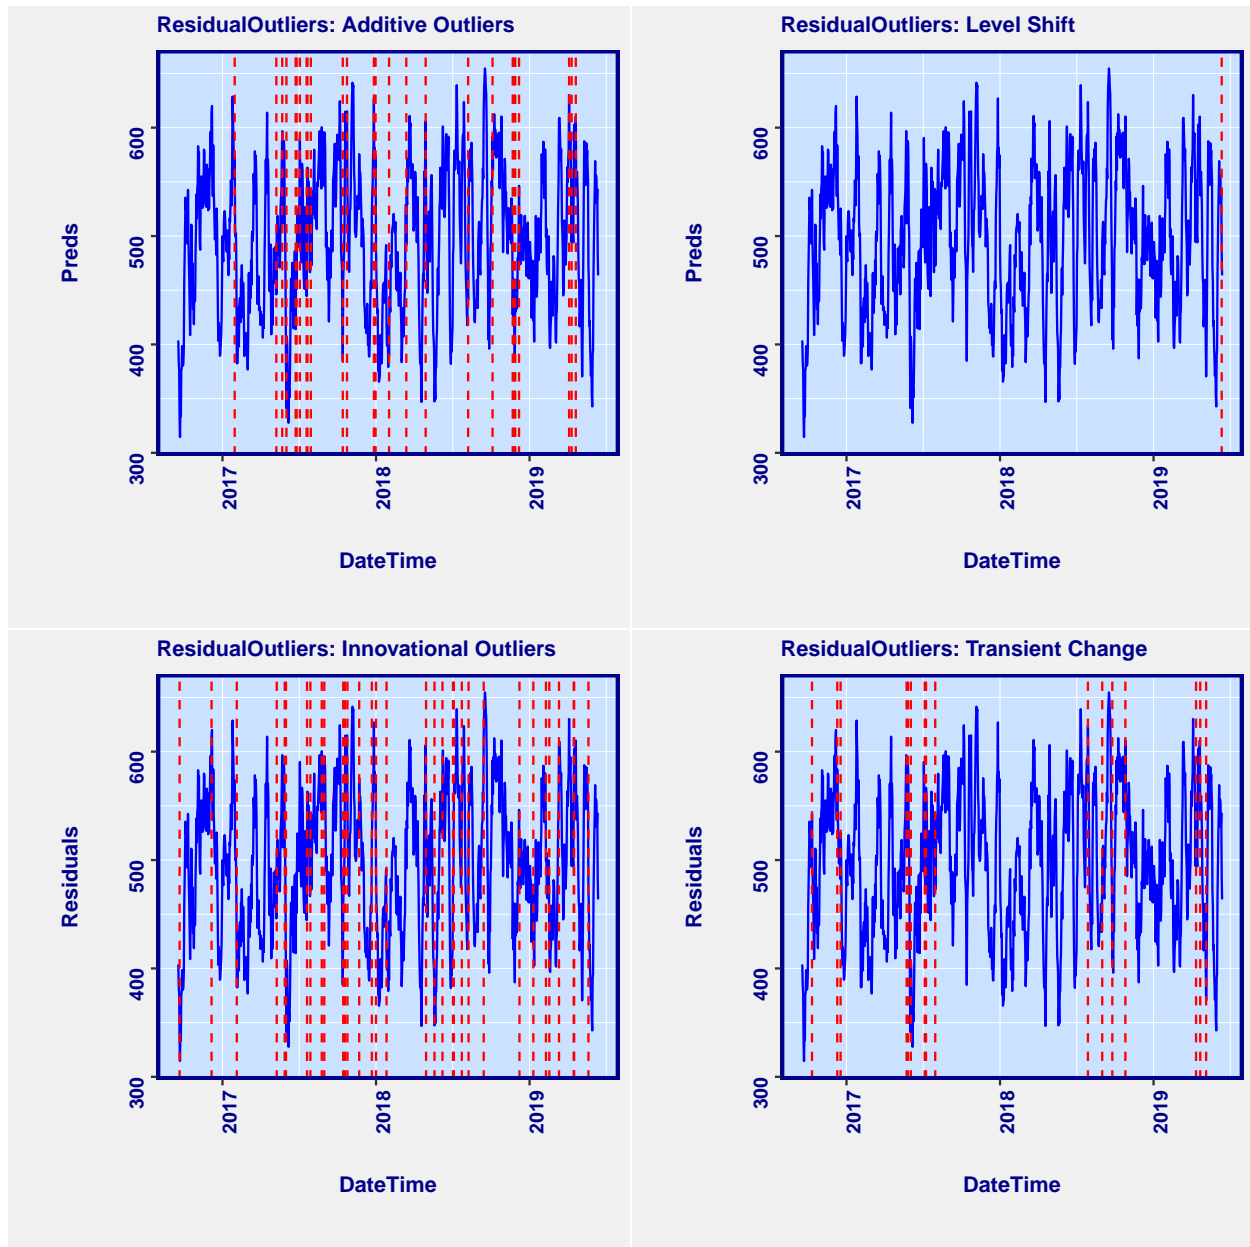 ResidualOutliers: Additive Outliers
Preds
600
500
400
300
2017
2018
2019
DateTime
ResidualOutliers: Level Shift
Preds
600
500
400
300
2017
2018
2019
DateTime
ResidualOutliers: Innovational Outliers
Residuals
600
500
400
300
2017
2018
2019
DateTime
ResidualOutliers: Transient Change
Residuals
600
500
400
300
2017
2018
2019
DateTime